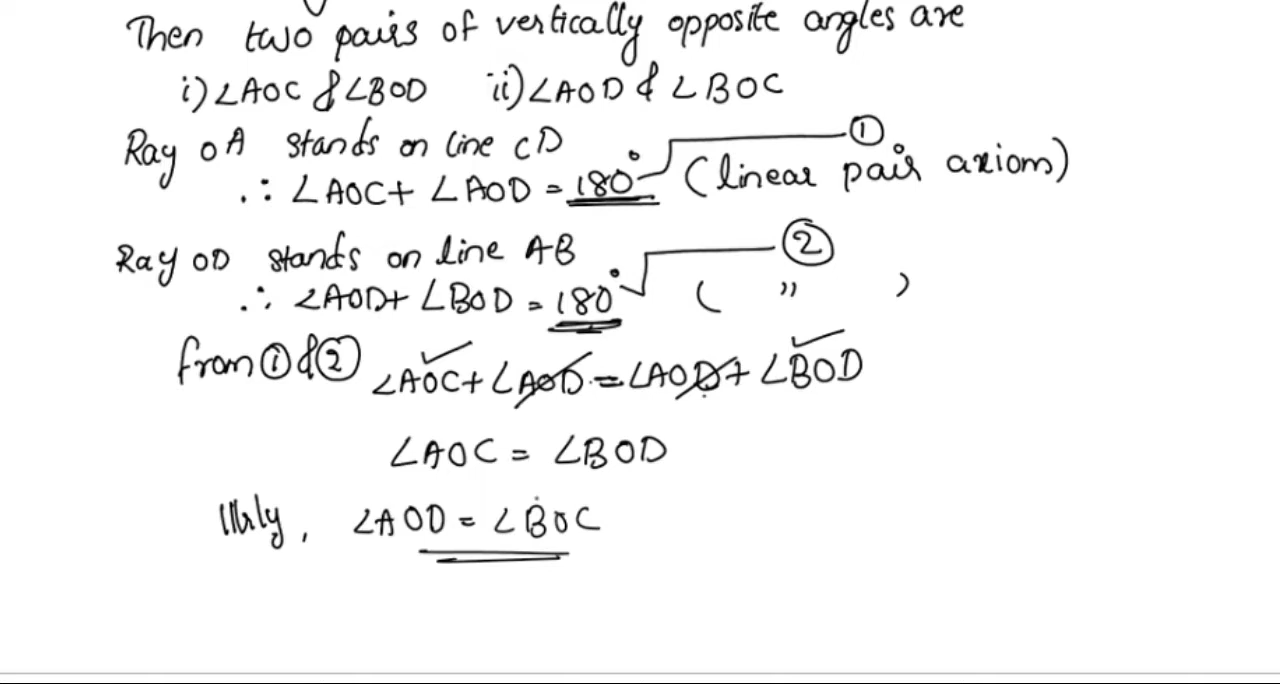 Then two pairs of vertically opposite angles are
i) ∠AOC & ∠BOD ii) ∠AOD & ∠BOC
Ray OA stands on line CD
①
∴ ∠AOC + ∠AOD = 180° (linear pair axiom)
Ray OD stands on line AB
②
∴ ∠AOD + ∠BOD = 180° ( " )
from ① & ② ∠AOC + ∠AOD = ∠AOD + ∠BOD
∠AOC = ∠BOD
lllrly, ∠AOD = ∠BOC